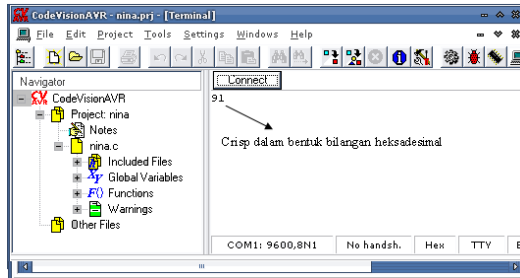 CodeVisionAVR - nina.prj - [Terminal]
File Edit Project Tools Settings Windows Help
Navigator
CodeVisionAVR
Project: nina
Notes
nina.c
Included Files
Global Variables
F() Functions
Warnings
Other Files
Connect
91
Crisp dalam bentuk bilangan heksadesimal
COM1: 9600,8N1 No handsh. Hex TTY